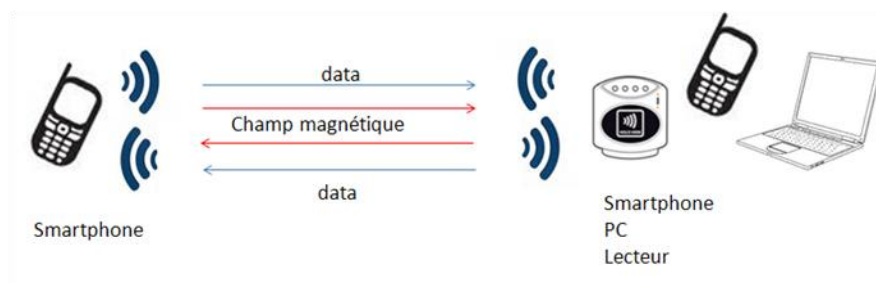 data
Champ magnétique
data
Smartphone
Smartphone
PC
Lecteur